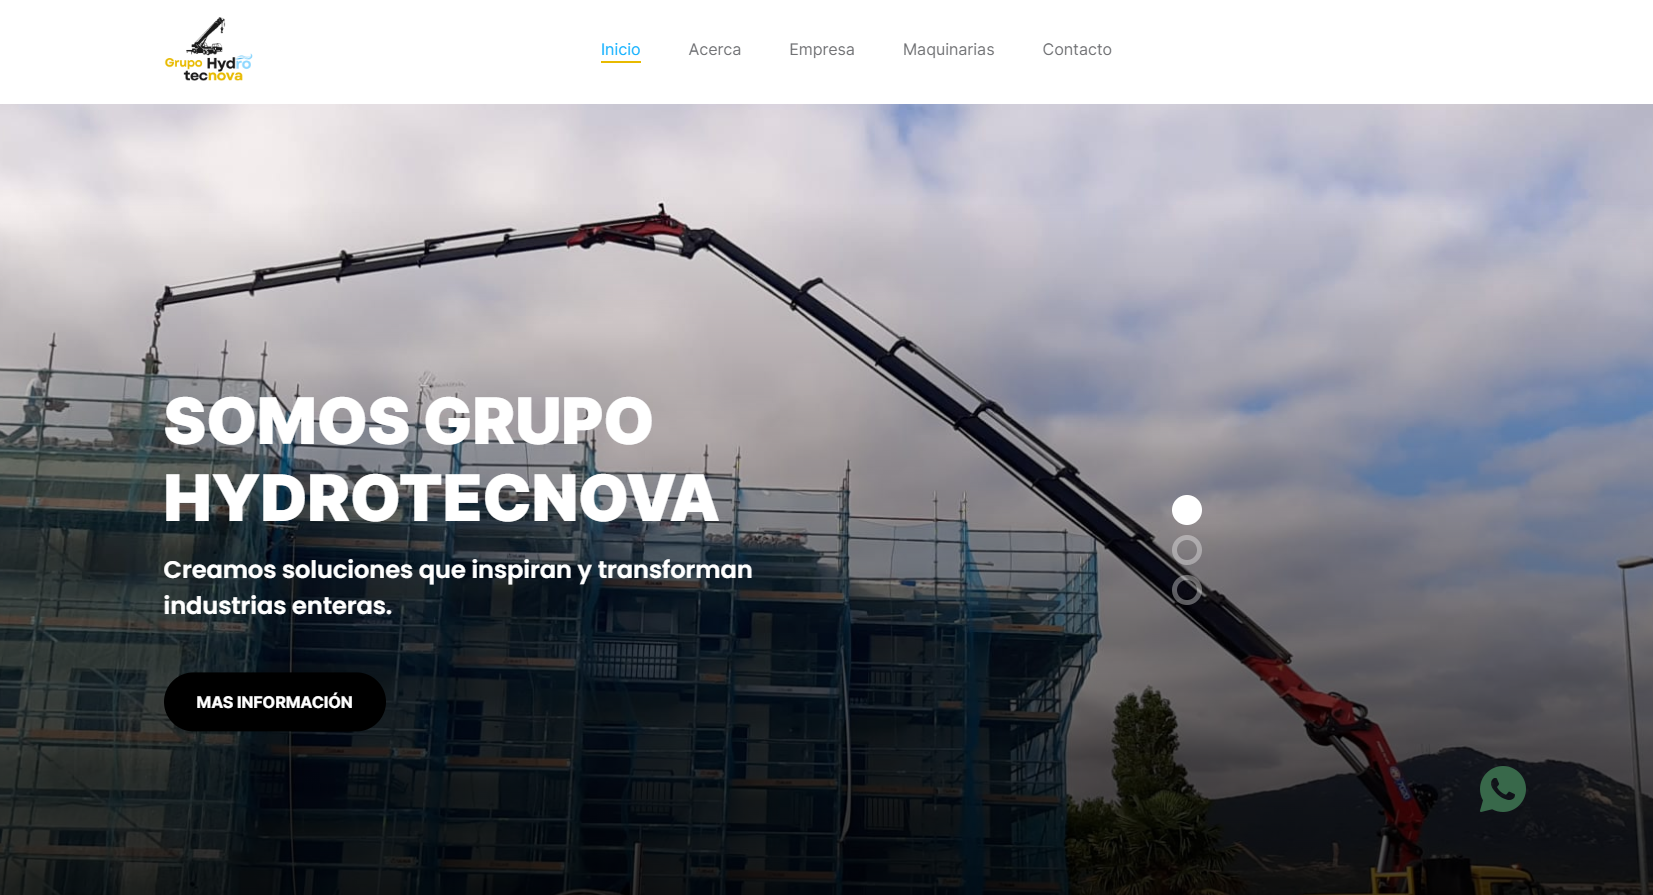 Grupo Hydro
tecnova
Inicio
Acerca
Empresa
Maquinarias
Contacto
SOMOS GRUPO
HYDROTECNOVA
Creamos soluciones que inspiran y transforman
industrias enteras.
MAS INFORMACIÓN